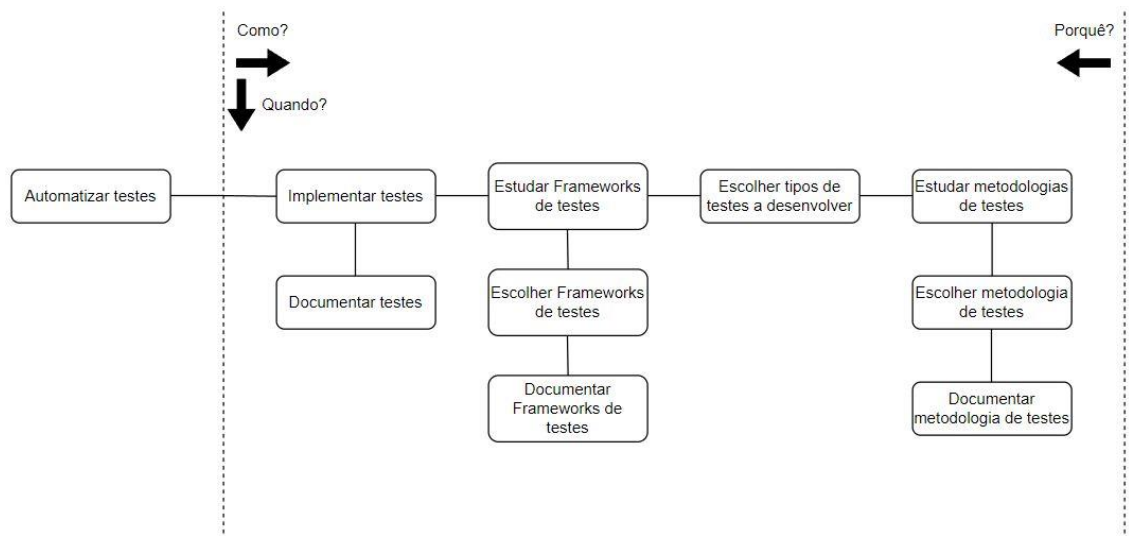 Como?
Porquê?
Quando?
Automatizar testes
Implementar testes
Estudar Frameworks
de testes
Escolher tipos de
testes a desenvolver
Estudar metodologias
de testes
Documentar testes
Escolher Frameworks
de testes
Escolher metodologia
de testes
Documentar
Frameworks de
testes
Documentar
metodologia de testes